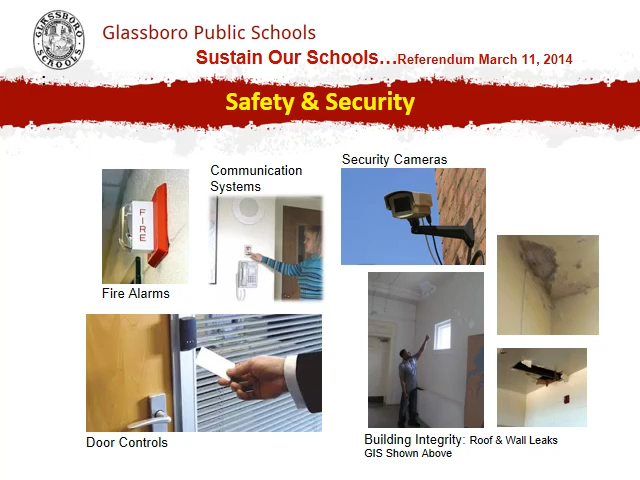 GLASSBORO
SCHOOLS
Glassboro Public Schools
Sustain Our Schools…Referendum March 11, 2014
Safety & Security
Communication
Systems
Security Cameras
FIRE
Fire Alarms
Door Controls
Building Integrity: Roof & Wall Leaks
GIS Shown Above